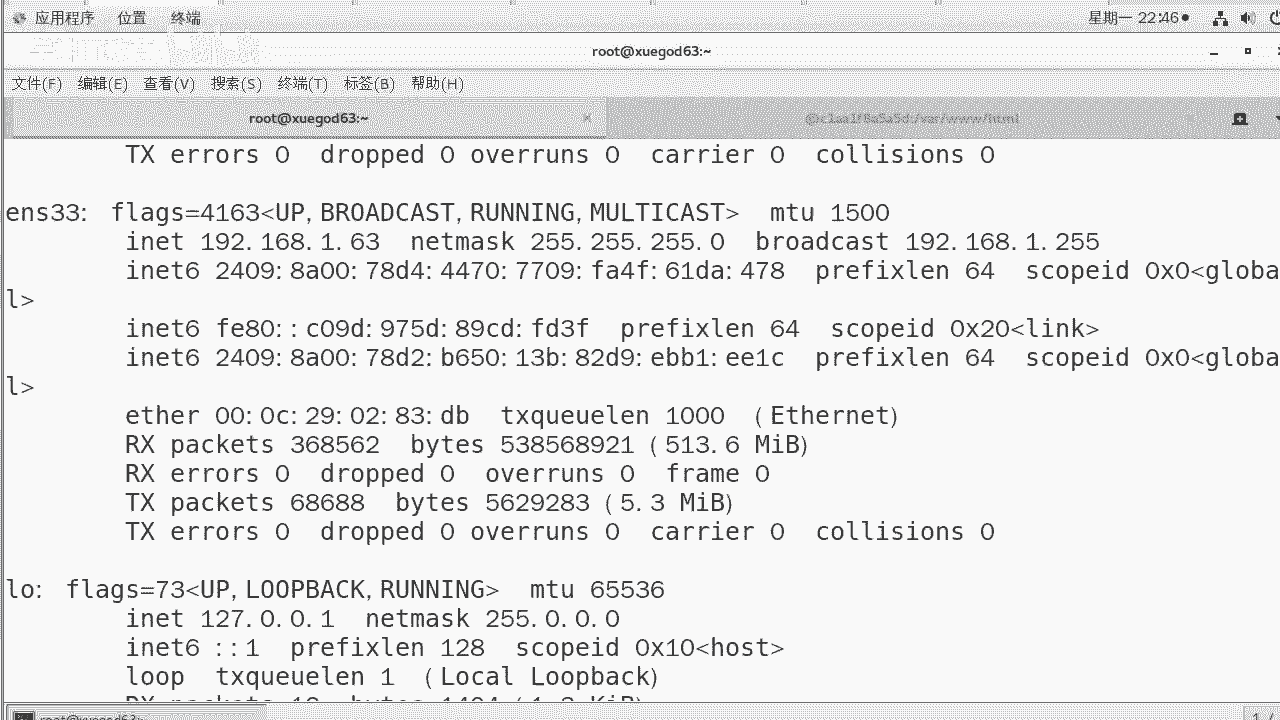 应用程序 位置 终端 星期一 22:46
root@xuegod63:~
文件(F) 编辑(E) 查看(V) 搜索(S) 终端(T) 标签(B) 帮助(H)
root@xuegod63:~ @c1aa1f8a5a5d:/var/www/html
TX errors 0 dropped 0 overruns 0 carrier 0 collisions 0
ens33: flags=4163<UP,BROADCAST,RUNNING,MULTICAST> mtu 1500
inet 192.168.1.63 netmask 255.255.255.0 broadcast 192.168.1.255
inet6 2409:8a00:78d4:4470:7709:fa4f:61da:478 prefixlen 64 scopeid 0x0<globa
l>
inet6 fe80::c09d:975d:89cd:fd3f prefixlen 64 scopeid 0x20<link>
inet6 2409:8a00:78d2:b650:13b:82d9:ebb1:ee1c prefixlen 64 scopeid 0x0<globa
l>
ether 00:0c:29:02:83:db txqueuelen 1000 (Ethernet)
RX packets 368562 bytes 538568921 (513.6 MiB)
RX errors 0 dropped 0 overruns 0 frame 0
TX packets 68688 bytes 5629283 (5.3 MiB)
TX errors 0 dropped 0 overruns 0 carrier 0 collisions 0
lo: flags=73<UP,LOOPBACK,RUNNING> mtu 65536
inet 127.0.0.1 netmask 255.0.0.0
inet6 ::1 prefixlen 128 scopeid 0x10<host>
loop txqueuelen 1 (Local Loopback)
RX packets bytes
root@xuegod63:~